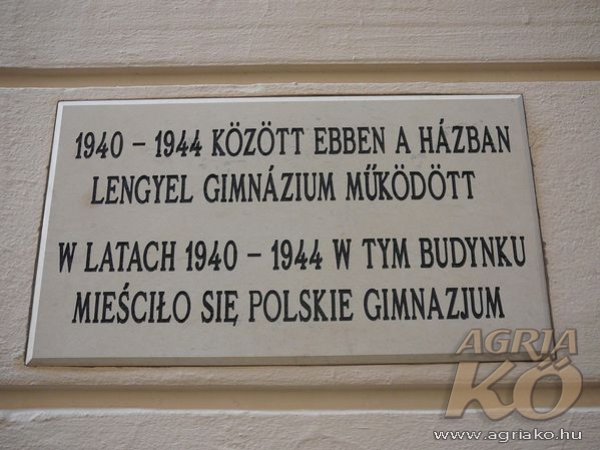 1940 – 1944 KÖZÖTT EBBEN A HÁZBAN
LENGYEL GIMNÁZIUM MŰKÖDÖTT
W LATACH 1940 – 1944 W TYM BUDYNKU
MIEŚCIŁO SIĘ POLSKIE GIMNAZJUM
AGRIA
KŐ
www.agriako.hu